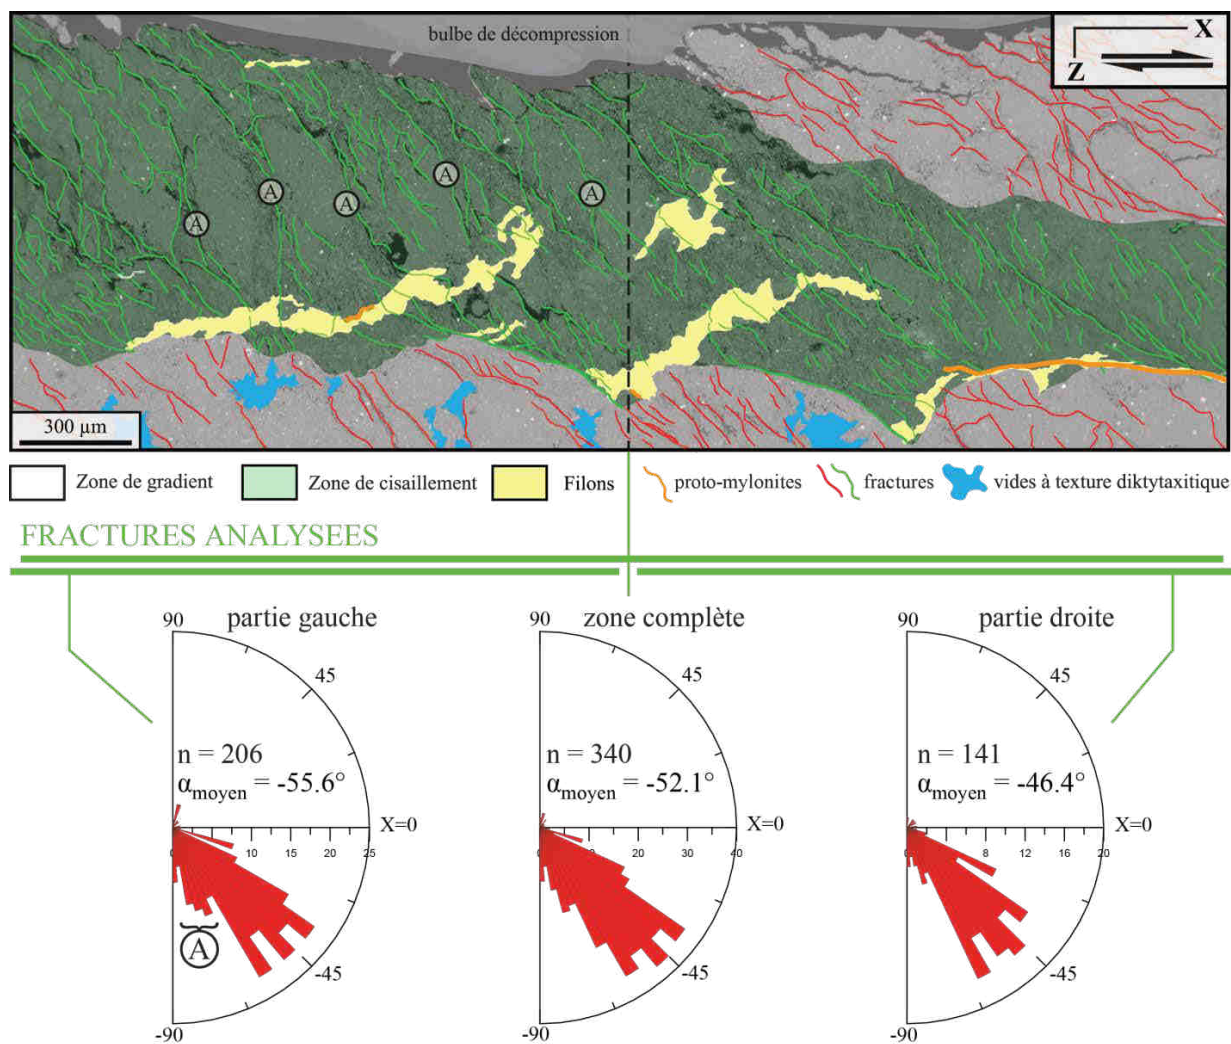 bulbe de décompression
X
Z
A
A
A
A
A
300 µm
Zone de gradient
Zone de cisaillement
Filons
proto-mylonites
fractures
vides à texture diktytaxitique
FRACTURES ANALYSEES
partie gauche
90
45
n = 206
αmoyen = -55.6°
X=0
10 15 20 25
A
-45
-90
zone complète
90
45
n = 340
αmoyen = -52.1°
X=0
0 10 20 30 40
-45
-90
partie droite
90
45
n = 141
αmoyen = -46.4°
X=0
8 12 16 20
-45
-90